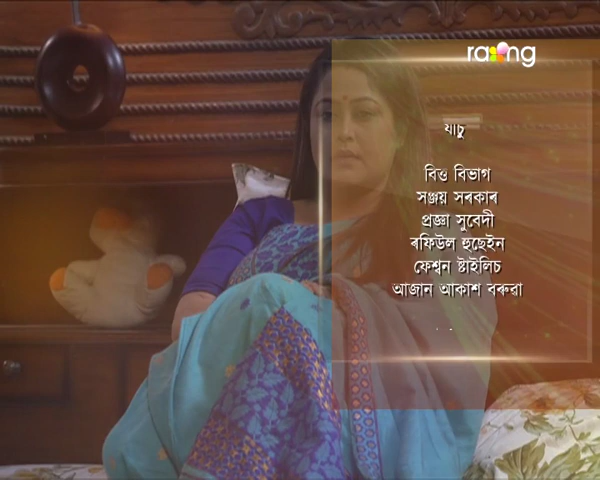 rang
যাচু
বিত্ত বিভাগ
সঞ্জয় সৰকাৰ
প্ৰজ্ঞা সুবেদী
ৰফিউল হুছেইন
ফেশ্বন ষ্টাইলিচ
আজান আকাশ বৰুৱা